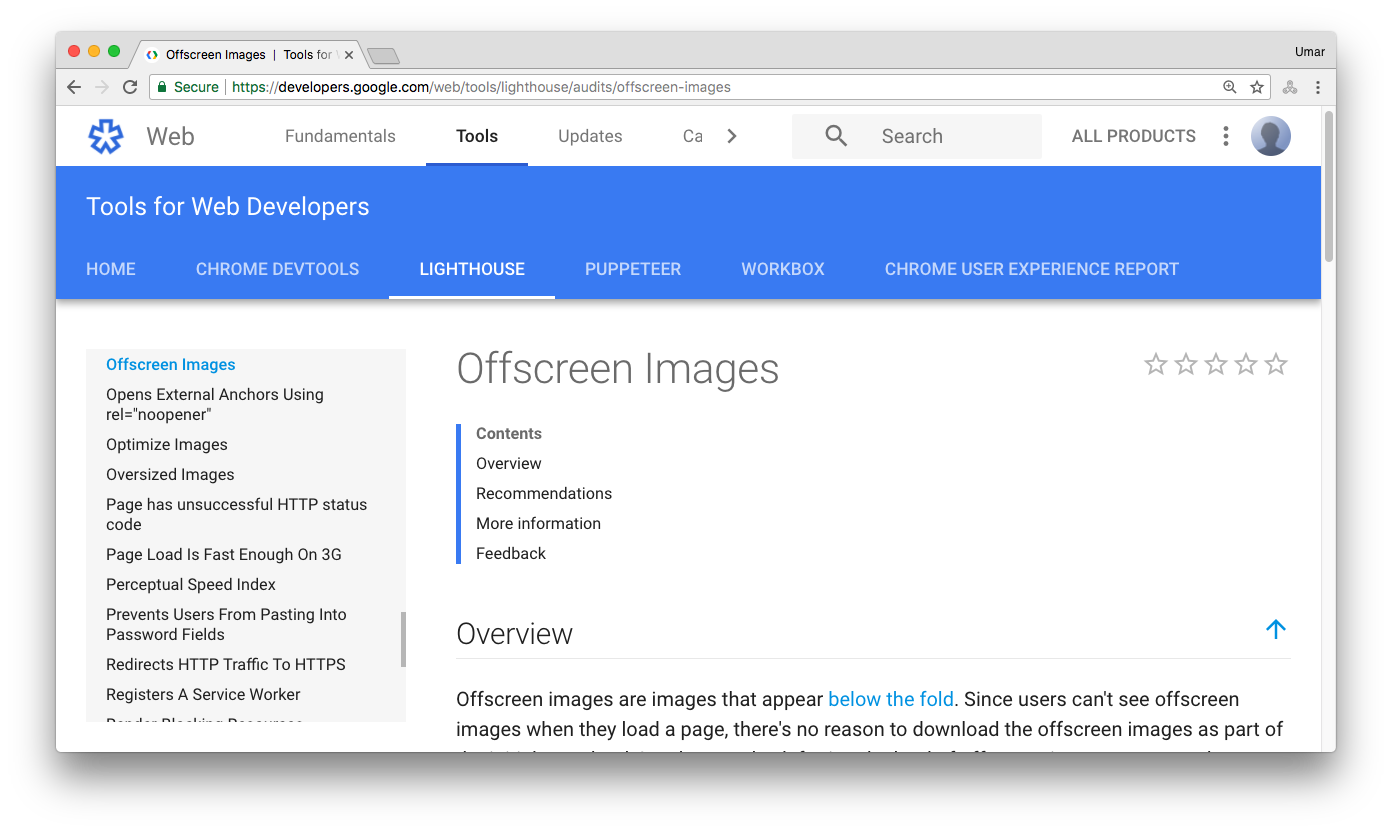 Offscreen Images | Tools for W
Umar
Secure https://developers.google.com/web/tools/lighthouse/audits/offscreen-images
Web Fundamentals Tools Updates Ca Search ALL PRODUCTS
Tools for Web Developers
HOME CHROME DEVTOOLS LIGHTHOUSE PUPPETEER WORKBOX CHROME USER EXPERIENCE REPORT
Offscreen Images
Opens External Anchors Using
rel="noopener"
Optimize Images
Oversized Images
Page has unsuccessful HTTP status
code
Page Load Is Fast Enough On 3G
Perceptual Speed Index
Prevents Users From Pasting Into
Password Fields
Redirects HTTP Traffic To HTTPS
Registers A Service Worker
Offscreen Images
Contents
Overview
Recommendations
More information
Feedback
Overview
Offscreen images are images that appear below the fold. Since users can't see offscreen
images when they load a page, there's no reason to download the offscreen images as part of